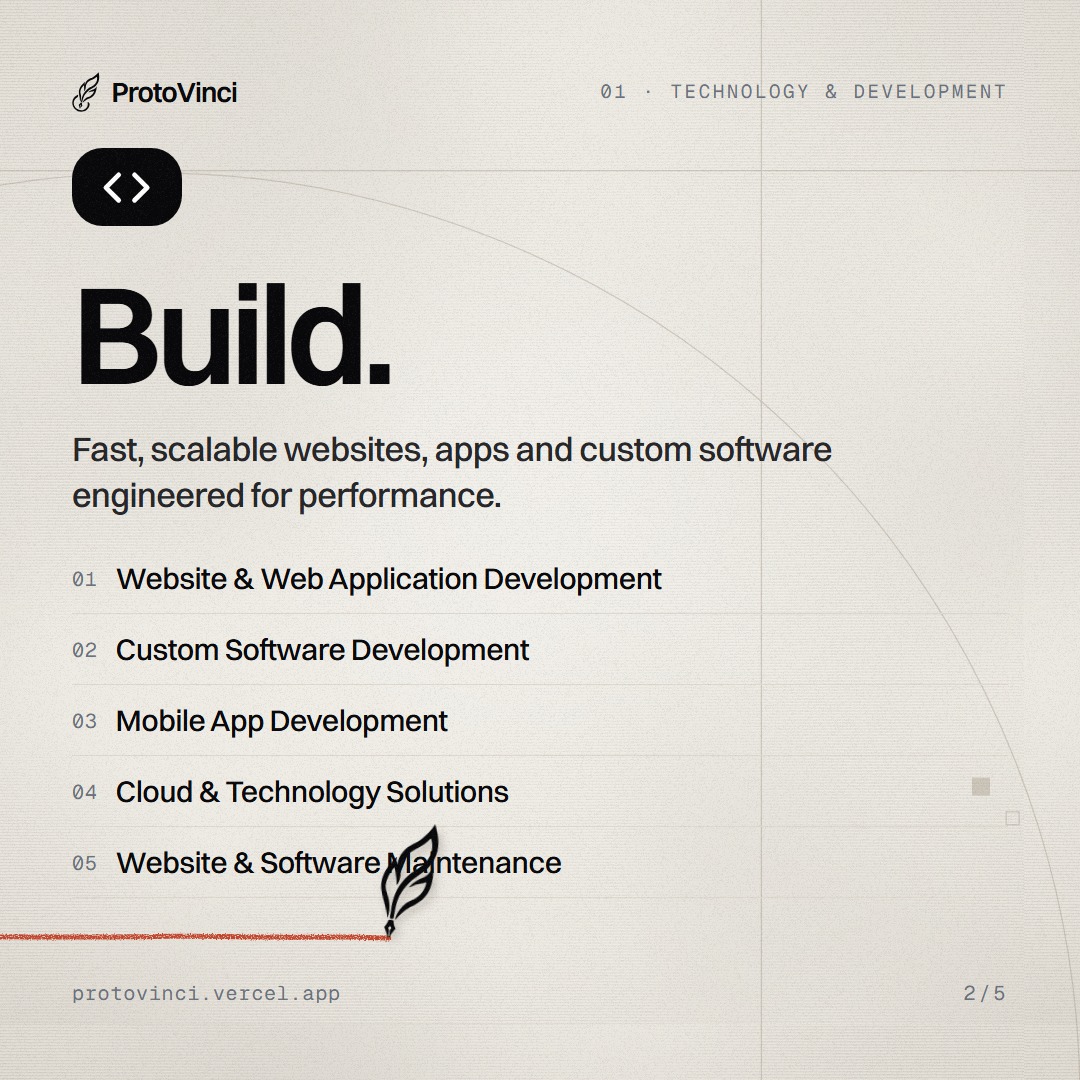 ProtoVinci
01 · TECHNOLOGY & DEVELOPMENT
Build.
Fast, scalable websites, apps and custom software
engineered for performance.
01 Website & Web Application Development
02 Custom Software Development
03 Mobile App Development
04 Cloud & Technology Solutions
05 Website & Software Maintenance
protovinci.vercel.app
2/5